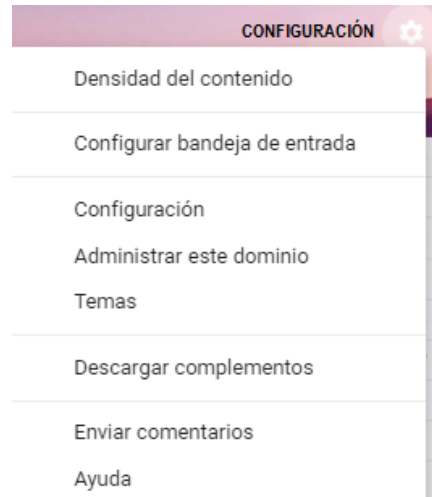 CONFIGURACIÓN
Densidad del contenido
Configurar bandeja de entrada
Configuración
Administrar este dominio
Temas
Descargar complementos
Enviar comentarios
Ayuda